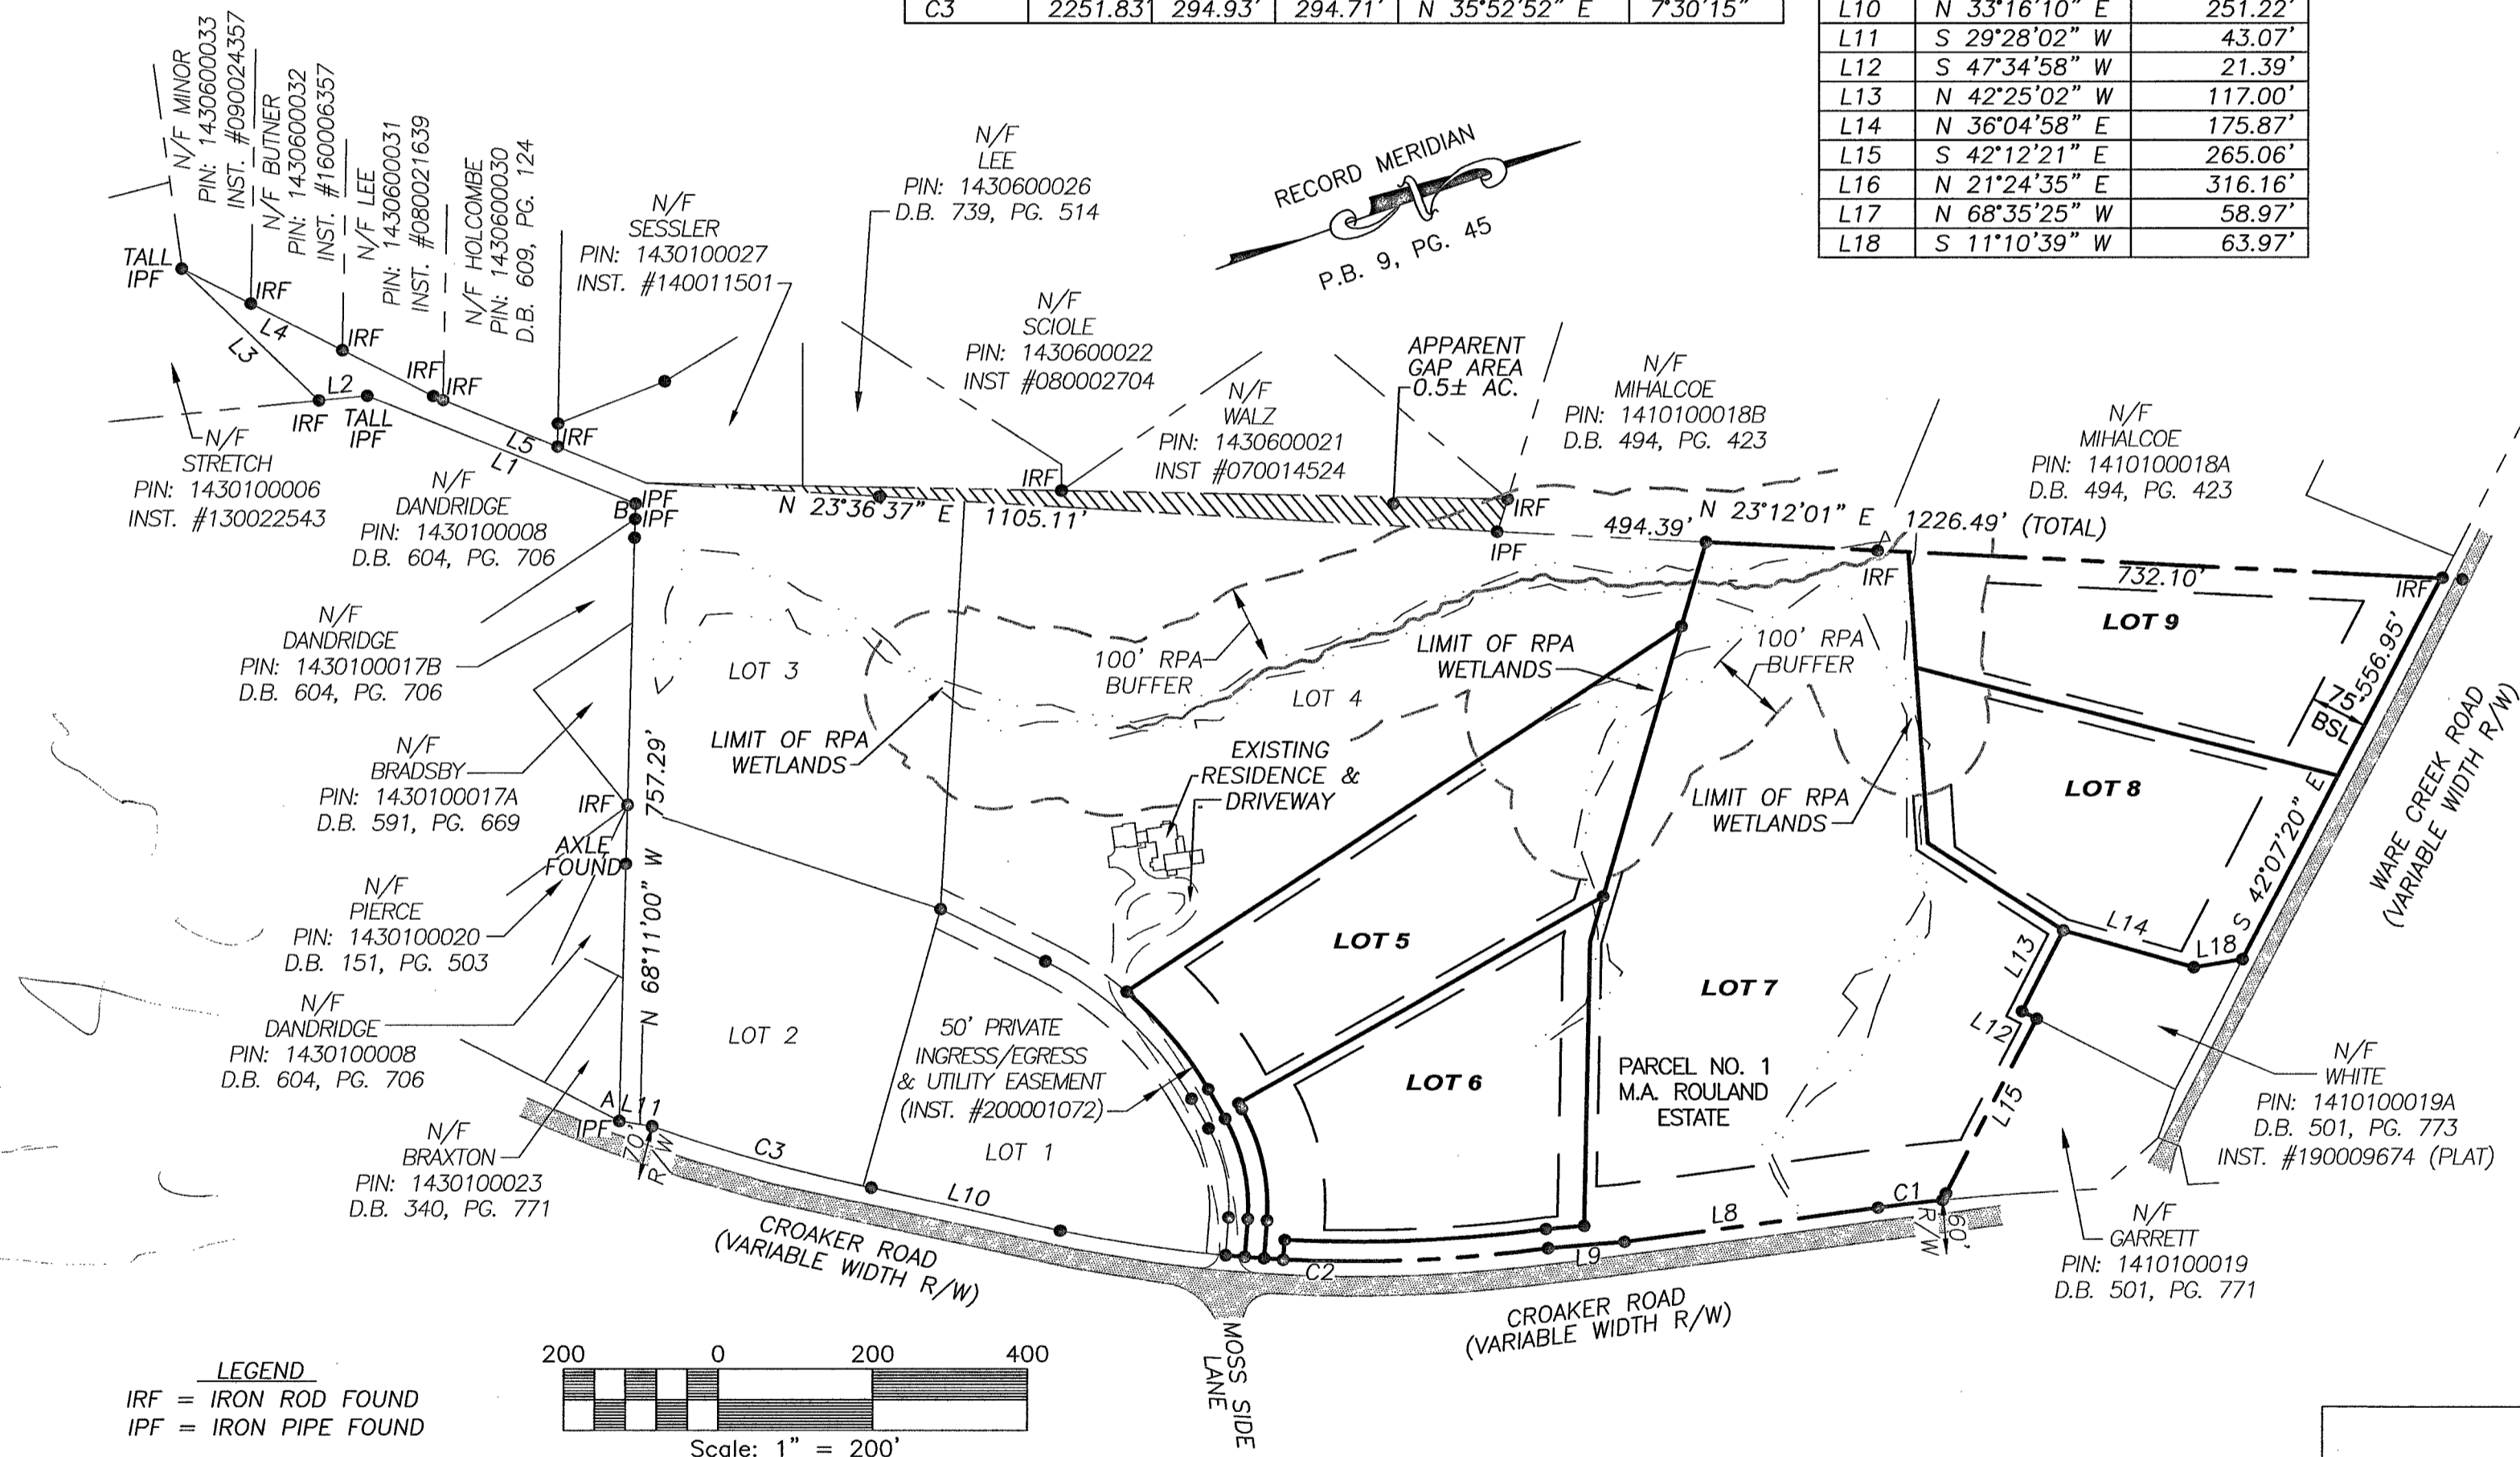 C3 2251.83' 294.93' 294.71' N 35°52'52" E 7°30'15"
L10 N 33°16'10" E 251.22'
L11 S 29°28'02" W 43.07'
L12 S 47°34'58" W 21.39'
L13 N 42°25'02" W 117.00'
L14 N 36°04'58" E 175.87'
L15 S 42°12'21" E 265.06'
L16 N 21°24'35" E 316.16'
L17 N 68°35'25" W 58.97'
L18 S 11°10'39" W 63.97'
N/F MINOR
PIN: 1430600033
INST. #090024357
N/F BUTNER
PIN: 1430600032
INST. #160006357
N/F LEE
PIN: 1430600031
INST. #080021639
N/F HOLCOMBE
PIN: 1430600030
D.B. 609, PG. 124
N/F
SESSLER
PIN: 1430100027
INST. #140011501
N/F
LEE
PIN: 1430600026
D.B. 739, PG. 514
RECORD MERIDIAN
P.B. 9, PG. 45
N/F
SCIOLE
PIN: 1430600022
INST #080002704
N/F
WALZ
PIN: 1430600021
INST #070014524
APPARENT
GAP AREA
0.5± AC.
N/F
MIHALCOE
PIN: 1410100018B
D.B. 494, PG. 423
N/F
MIHALCOE
PIN: 1410100018A
D.B. 494, PG. 423
TALL
IPF
IRF
L4
L3
IRF
L2
IRF
IRF
IRF
TALL
IPF
L5
IRF
L1
N/F
STRETCH
PIN: 1430100006
INST. #130022543
N/F
DANDRIDGE
PIN: 1430100008
D.B. 604, PG. 706
IPF
B
IPF
N 23°36'37" E 1105.11'
IRF
IRF
IPF
494.39'
N 23°12'01" E 1226.49' (TOTAL)
IRF
732.10'
IRF
LOT 9
556.95'
75'
BSL
S 42°07'20" E
WARE CREEK ROAD
(VARIABLE WIDTH R/W)
N/F
DANDRIDGE
PIN: 1430100017B
D.B. 604, PG. 706
LOT 3
100' RPA
BUFFER
LOT 4
LIMIT OF RPA
WETLANDS
100' RPA
BUFFER
LIMIT OF RPA
WETLANDS
EXISTING
RESIDENCE &
DRIVEWAY
LIMIT OF RPA
WETLANDS
LOT 8
N/F
BRADSBY
PIN: 1430100017A
D.B. 591, PG. 669
IRF
AXLE
FOUND
N 68°11'00" W 757.29'
N/F
PIERCE
PIN: 1430100020
D.B. 151, PG. 503
LOT 5
LOT 7
L14
L18
L13
L12
N/F
DANDRIDGE
PIN: 1430100008
D.B. 604, PG. 706
LOT 2
50' PRIVATE
INGRESS/EGRESS
& UTILITY EASEMENT
(INST. #200001072)
LOT 6
PARCEL NO. 1
M.A. ROULAND
ESTATE
L15
N/F
WHITE
PIN: 1410100019A
D.B. 501, PG. 773
INST. #190009674 (PLAT)
A
L11
IPF
70'
R/W
N/F
BRAXTON
PIN: 1430100023
D.B. 340, PG. 771
C3
LOT 1
L10
C2
L9
L8
C1
60'
R/W
N/F
GARRETT
PIN: 1410100019
D.B. 501, PG. 771
CROAKER ROAD
(VARIABLE WIDTH R/W)
CROAKER ROAD
(VARIABLE WIDTH R/W)
MOSS SIDE
LANE
LEGEND
IRF = IRON ROD FOUND
IPF = IRON PIPE FOUND
200 0 200 400
Scale: 1" = 200'